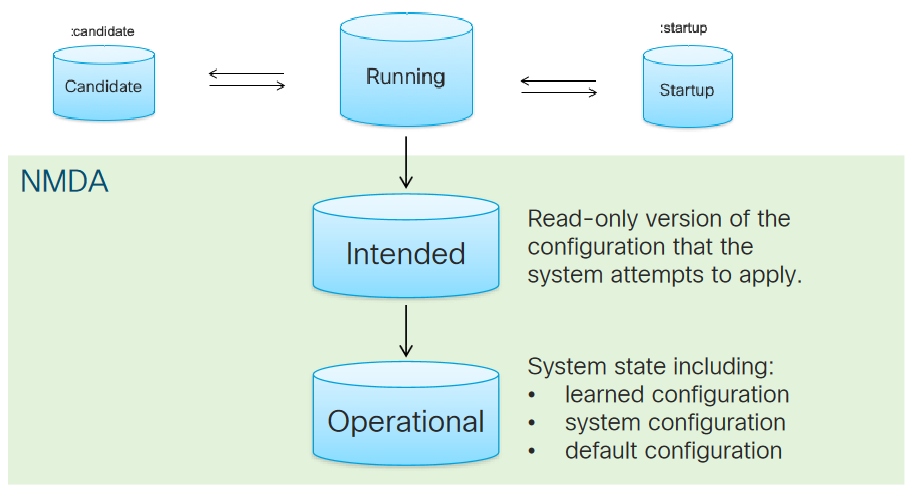 :candidate
Candidate
Running
:startup
Startup
NMDA
Intended
Read-only version of the
configuration that the
system attempts to apply.
Operational
System state including:
• learned configuration
• system configuration
• default configuration